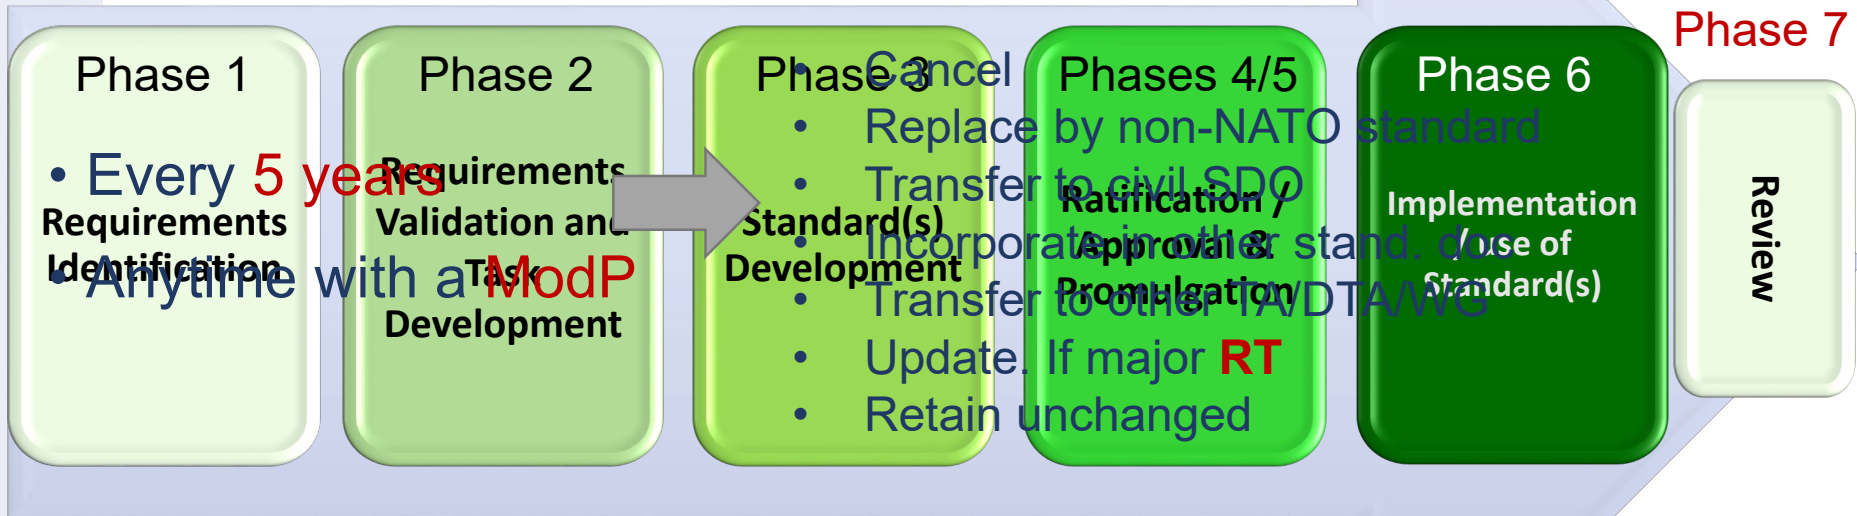 Phase 1
Requirements
Identification
Phase 2
Requirements
Validation and
Task
Development
Phase 3
Standard(s)
Development
Phases 4/5
Ratification /
Approval &
Promulgation
Phase 6
Implementation
/ use of
Standard(s)
Phase 7
Review
• Every 5 years
• Anytime with a ModP
• Cancel
• Replace by non-NATO standard
• Transfer to civil SDO
• Incorporate in other stand. doc
• Transfer to other TA/DTA/WG
• Update. If major RT
• Retain unchanged